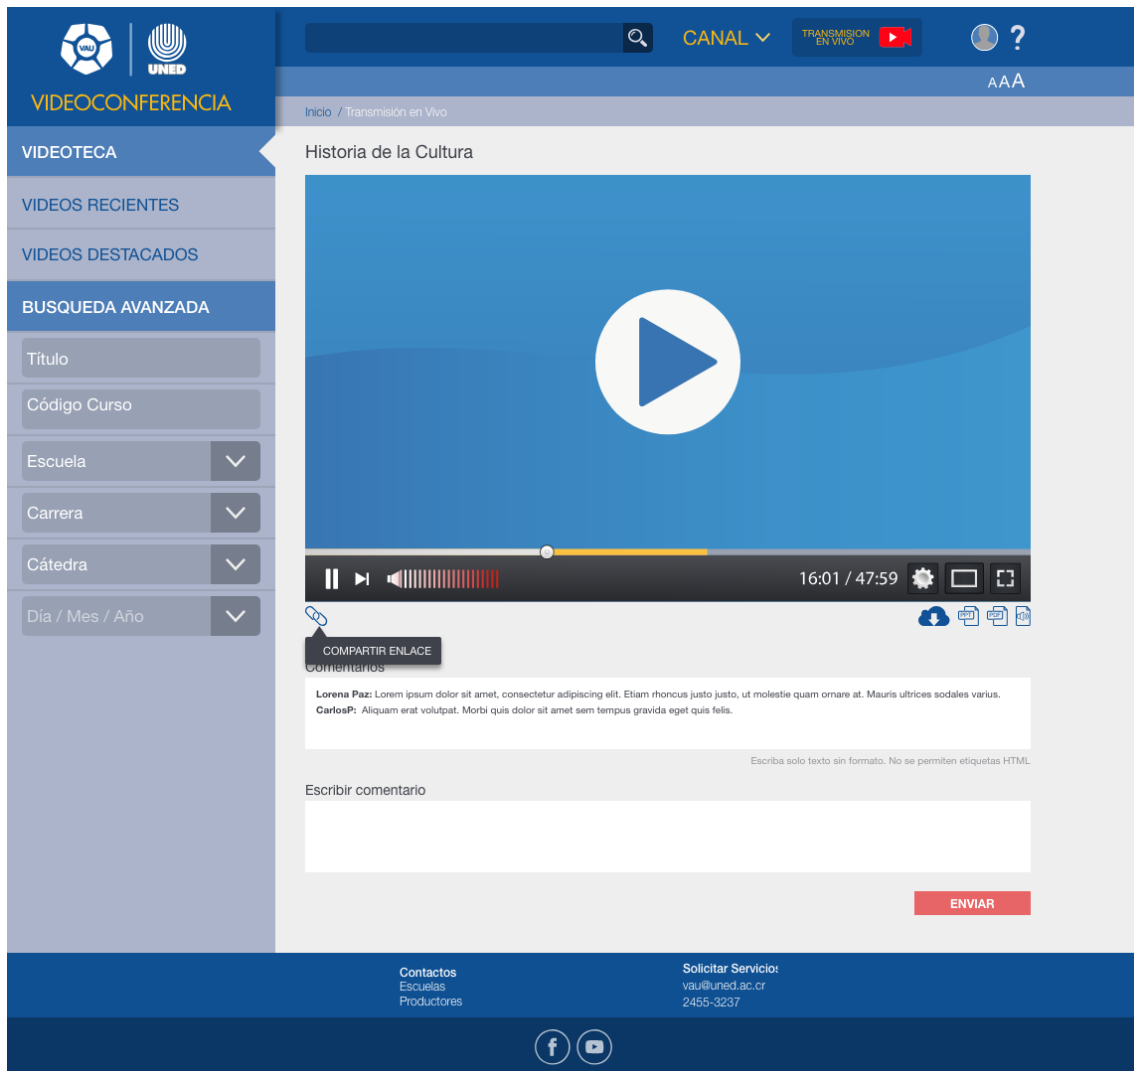 VAU
UNED
VIDEOCONFERENCIA
CANAL
TRANSMISION
EN VIVO
?
AAA
Inicio / Transmisión en Vivo
VIDEOTECA
VIDEOS RECIENTES
VIDEOS DESTACADOS
BUSQUEDA AVANZADA
Título
Código Curso
Escuela
Carrera
Cátedra
Día / Mes / Año
Historia de la Cultura
16:01 / 47:59
PPT
PDF
COMPARTIR ENLACE
Comentarios
Lorena Paz: Lorem ipsum dolor sit amet, consectetur adipiscing elit. Etiam rhoncus justo justo, ut molestie quam ornare at. Mauris ultrices sodales varius.
CarlosP: Aliquam erat volutpat. Morbi quis dolor sit amet sem tempus gravida eget quis felis.
Escriba solo texto sin formato. No se permiten etiquetas HTML
Escribir comentario
ENVIAR
Contactos
Escuelas
Productores
Solicitar Servicios
vau@uned.ac.cr
2455-3237
f